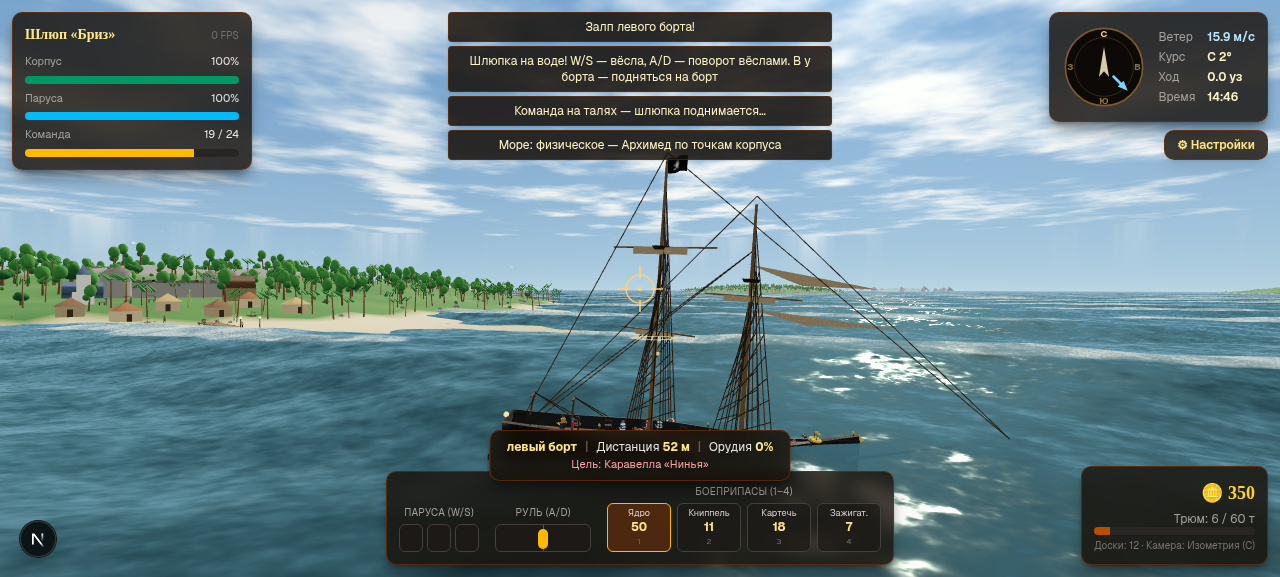 Шлюп «Бриз»
0 FPS
Корпус 100%
Паруса 100%
Команда 19 / 24
Залп левого борта!
Шлюпка на воде! W/S — вёсла, A/D — поворот вёслами. В у
борта — подняться на борт
Команда на талях — шлюпка поднимается…
Море: физическое — Архимед по точкам корпуса
С
З
В
Ю
Ветер 15.9 м/с
Курс С 2°
Ход 0.0 уз
Время 14:46
⚙ Настройки
левый борт | Дистанция 52 м | Орудия 0%
Цель: Каравелла «Нинья»
ПАРУСА (W/S)
РУЛЬ (A/D)
БОЕПРИПАСЫ (1–4)
Ядро
50
1
Книппель
11
2
Картечь
18
3
Зажигат.
7
4
350
Трюм: 6 / 60 т
Доски: 12 · Камера: Изометрия (C)
N